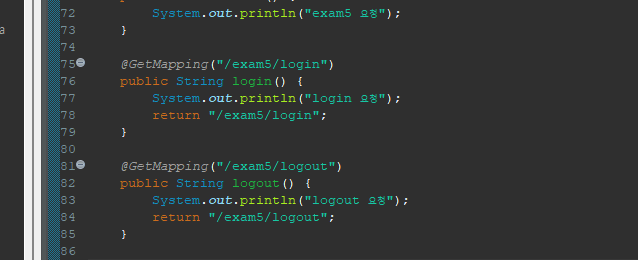 a
72 System.out.println("exam5 요청");
73 }
74
75 @GetMapping("/exam5/login")
76 public String login() {
77 System.out.println("login 요청");
78 return "/exam5/login";
79 }
80
81 @GetMapping("/exam5/logout")
82 public String logout() {
83 System.out.println("logout 요청");
84 return "/exam5/logout";
85 }
86